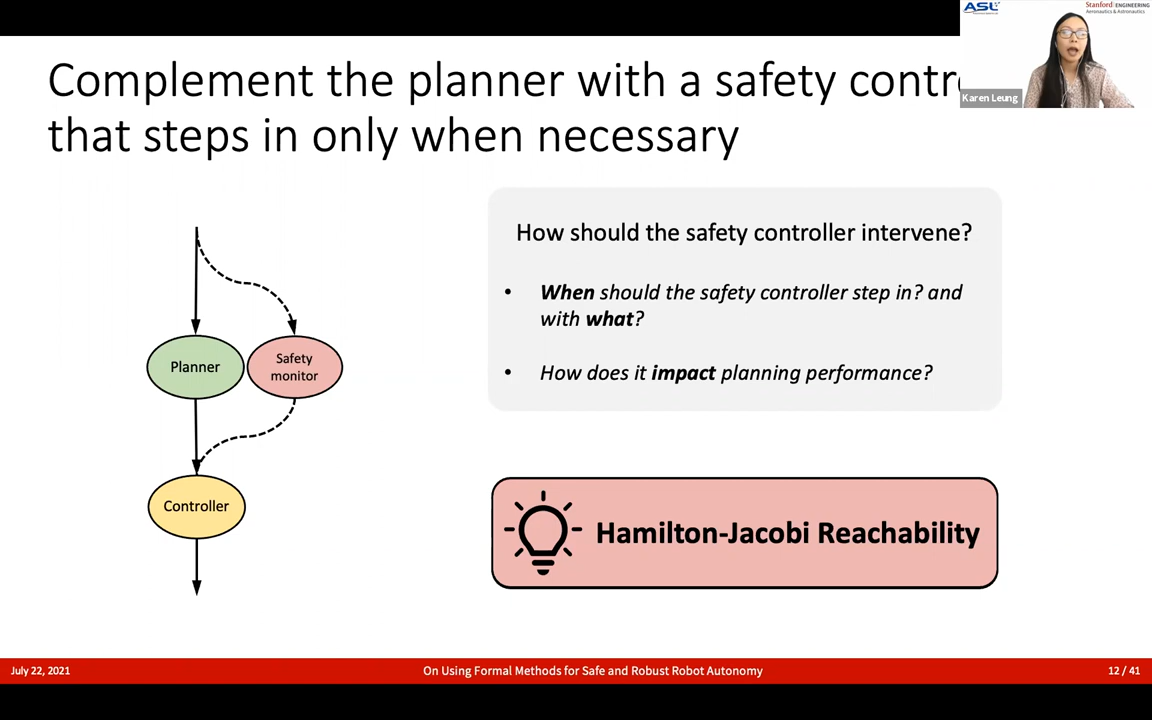 ASL
Stanford ENGINEERING
Aeronautics & Astronautics
Karen Leung
Complement the planner with a safety contr
that steps in only when necessary
How should the safety controller intervene?
• When should the safety controller step in? and
with what?
• How does it impact planning performance?
Planner
Safety
monitor
Controller
Hamilton-Jacobi Reachability
July 22, 2021
On Using Formal Methods for Safe and Robust Robot Autonomy
12 / 41